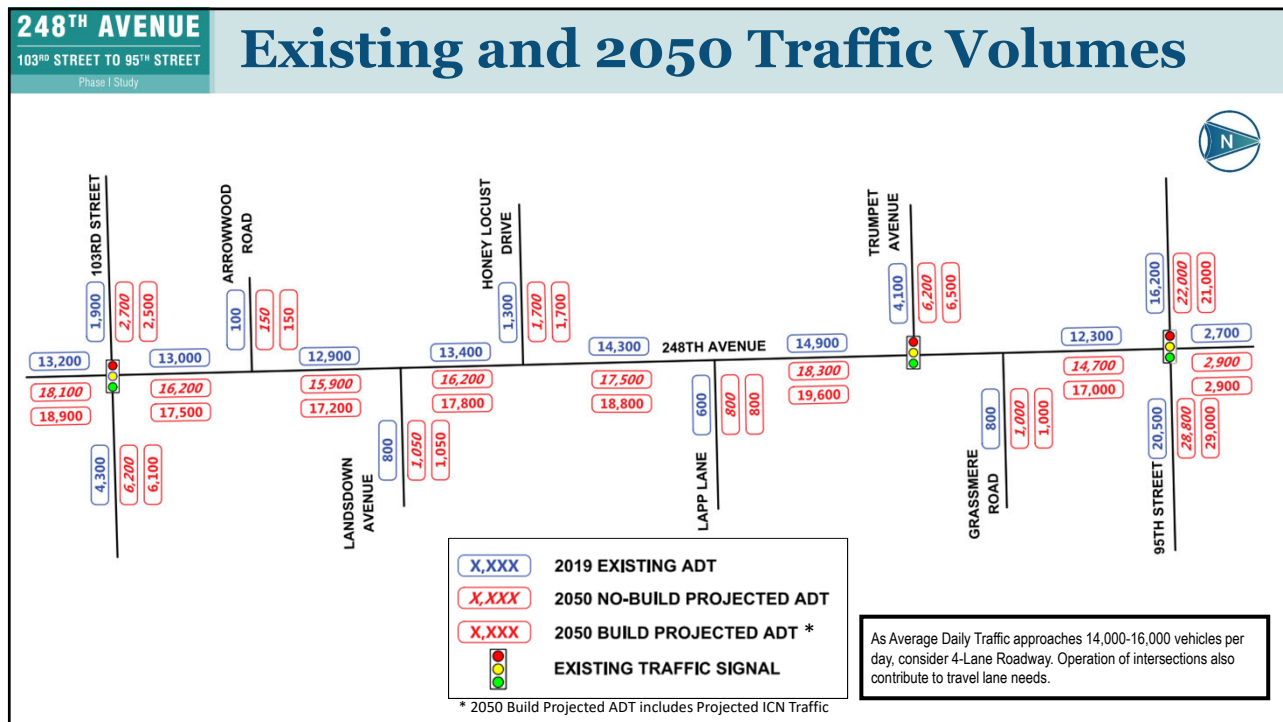 248TH AVENUE
103RD STREET TO 95TH STREET
Phase I Study
Existing and 2050 Traffic Volumes
N
103RD STREET
1,900
2,700
2,500
13,200
18,100
18,900
13,000
16,200
17,500
4,300
6,200
6,100
ARROWWOOD
ROAD
100
150
150
12,900
15,900
17,200
LANDSDOWN
AVENUE
800
1,050
1,050
13,400
16,200
17,800
HONEY LOCUST
DRIVE
1,300
1,700
1,700
14,300
17,500
18,800
248TH AVENUE
LAPP LANE
600
800
800
14,900
18,300
19,600
TRUMPET
AVENUE
4,100
6,200
6,500
GRASSMERE
ROAD
800
1,000
1,000
12,300
14,700
17,000
16,200
22,000
21,000
2,700
2,900
2,900
95TH STREET
20,500
28,800
29,000
X,XXX 2019 EXISTING ADT
X,XXX 2050 NO-BUILD PROJECTED ADT
X,XXX 2050 BUILD PROJECTED ADT *
EXISTING TRAFFIC SIGNAL
* 2050 Build Projected ADT includes Projected ICN Traffic
As Average Daily Traffic approaches 14,000-16,000 vehicles per
day, consider 4-Lane Roadway. Operation of intersections also
contribute to travel lane needs.